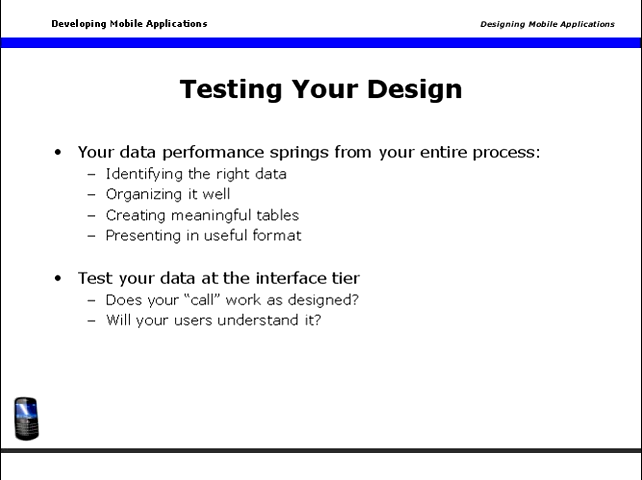 Developing Mobile Applications
Designing Mobile Applications
Testing Your Design
• Your data performance springs from your entire process:
– Identifying the right data
– Organizing it well
– Creating meaningful tables
– Presenting in useful format
• Test your data at the interface tier
– Does your “call” work as designed?
– Will your users understand it?